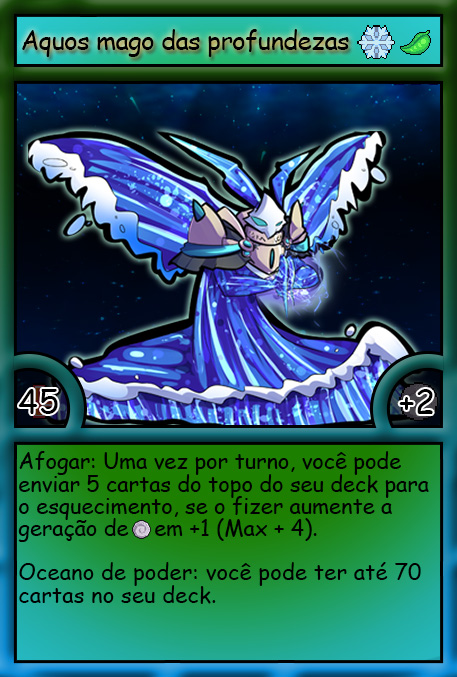 Aquos mago das profundezas
45
+2
Afogar: Uma vez por turno, você pode
enviar 5 cartas do topo do seu deck para
o esquecimento, se o fizer aumente a
geração de em +1 (Max + 4).
Oceano de poder: você pode ter até 70
cartas no seu deck.